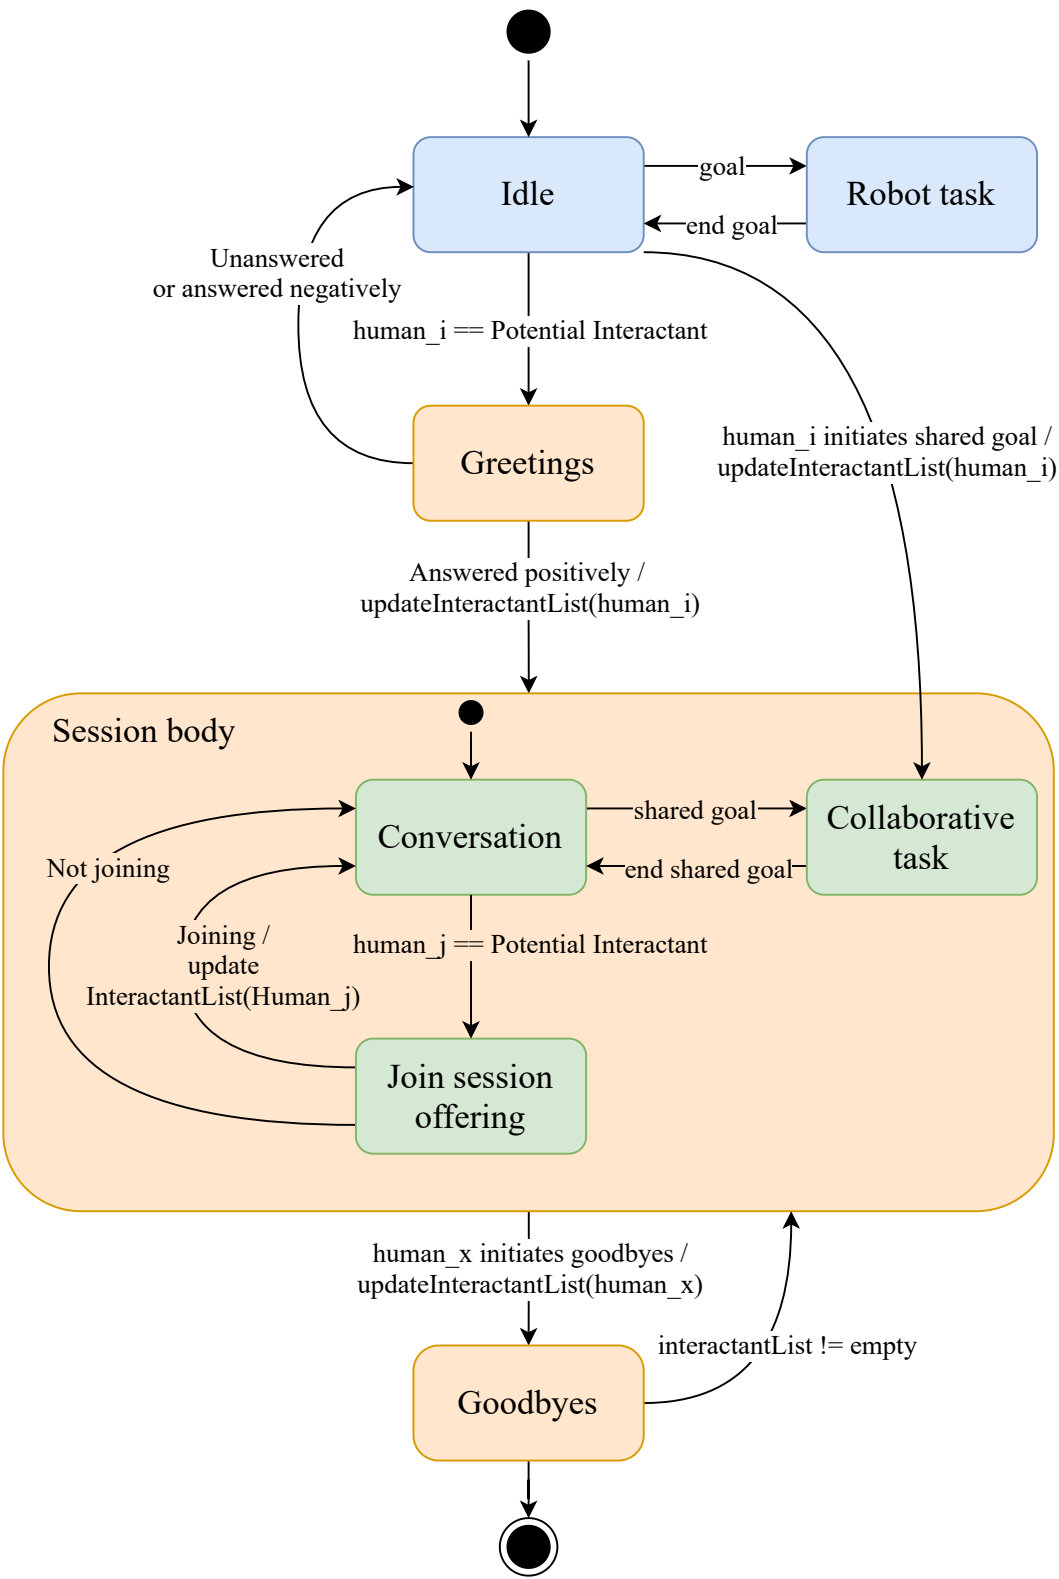 Idle
goal
Robot task
end goal
Unanswered
or answered negatively
human_i == Potential Interactant
human_i initiates shared goal /
updateInteractantList(human_i)
Greetings
Answered positively /
updateInteractantList(human_i)
Session body
Conversation
shared goal
Collaborative
task
end shared goal
Not joining
Joining /
update
InteractantList(Human_j)
human_j == Potential Interactant
Join session
offering
human_x initiates goodbyes /
updateInteractantList(human_x)
interactantList != empty
Goodbyes